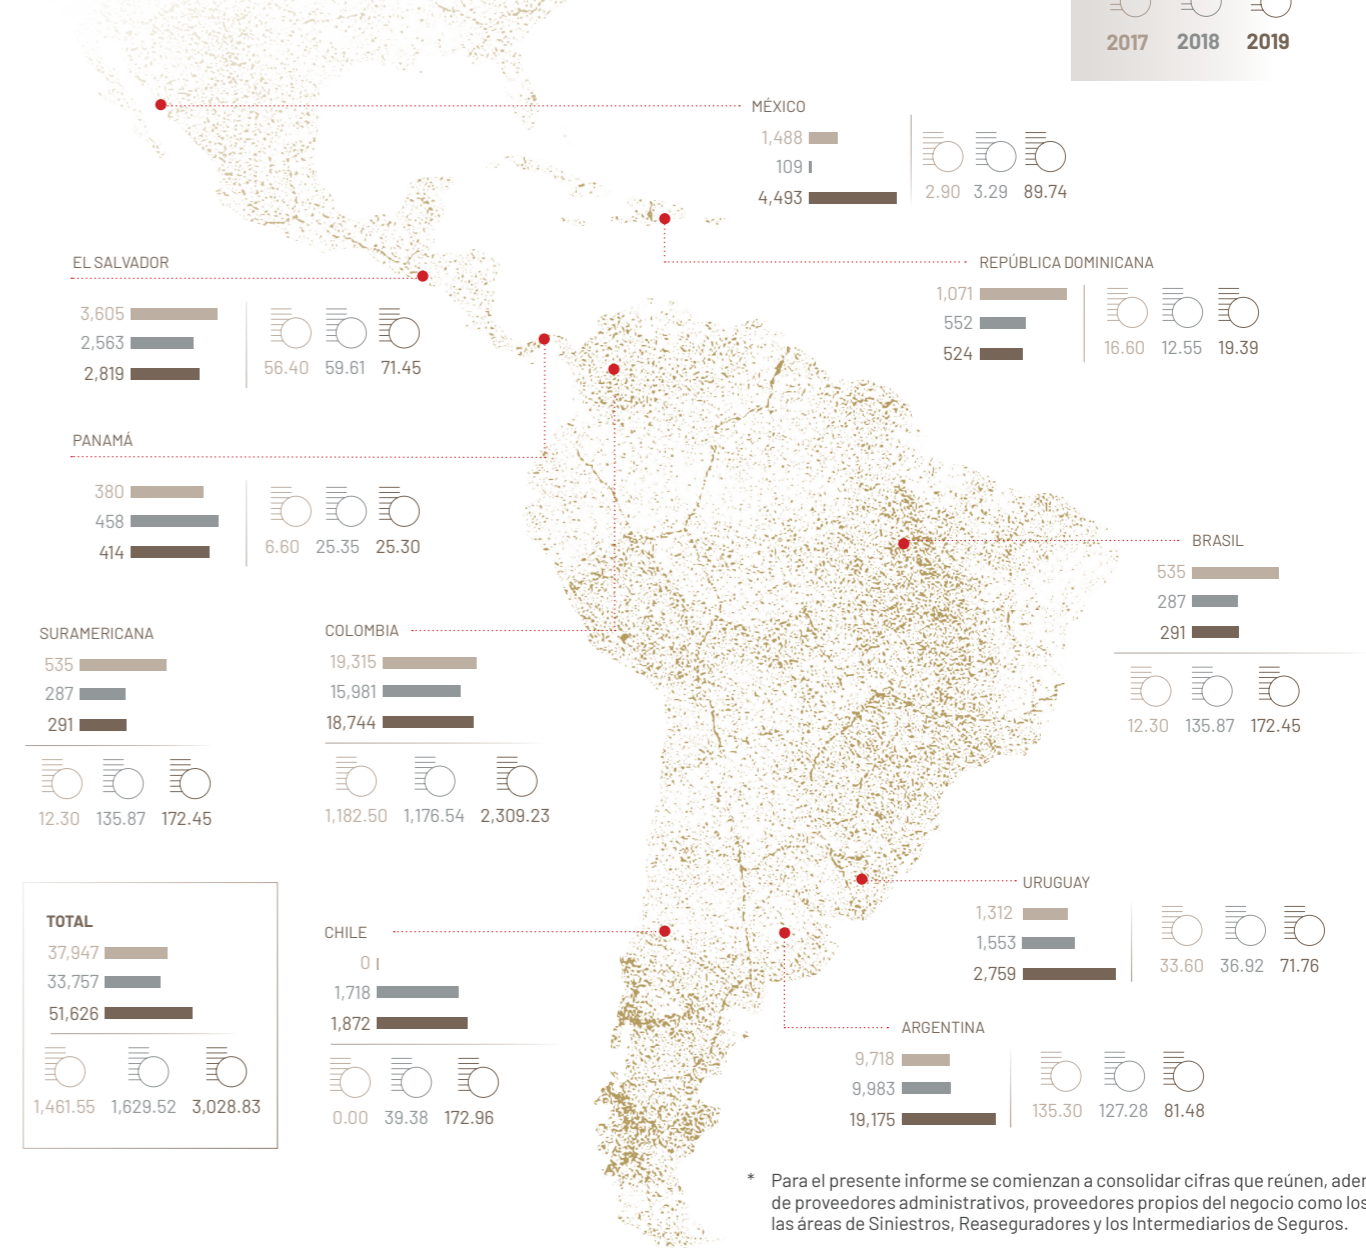 2017 2018 2019
MÉXICO
1,488
109
4,493
2.90 3.29 89.74
EL SALVADOR
3,605
2,563
2,819
56.40 59.61 71.45
REPÚBLICA DOMINICANA
1,071
552
524
16.60 12.55 19.39
PANAMÁ
380
458
414
6.60 25.35 25.30
BRASIL
535
287
291
12.30 135.87 172.45
SURAMERICANA
535
287
291
12.30 135.87 172.45
COLOMBIA
19,315
15,981
18,744
1,182.50 1,176.54 2,309.23
TOTAL
37,947
33,757
51,626
1,461.55 1,629.52 3,028.83
CHILE
0
1,718
1,872
0.00 39.38 172.96
URUGUAY
1,312
1,553
2,759
33.60 36.92 71.76
ARGENTINA
9,718
9,983
19,175
135.30 127.28 81.48
* Para el presente informe se comienzan a consolidar cifras que reúnen, ader
de proveedores administrativos, proveedores propios del negocio como los
las áreas de Siniestros, Reaseguradores y los Intermediarios de Seguros.